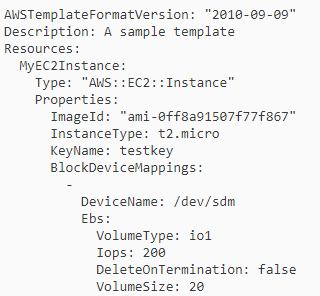 AWSTemplateFormatVersion: "2010-09-09"
Description: A sample template
Resources:
  MyEC2Instance:
    Type: "AWS::EC2::Instance"
    Properties:
      ImageId: "ami-0ff8a91507f77f867"
      InstanceType: t2.micro
      KeyName: testkey
      BlockDeviceMappings:
        -
          DeviceName: /dev/sdm
          Ebs:
            VolumeType: io1
            Iops: 200
            DeleteOnTermination: false
            VolumeSize: 20